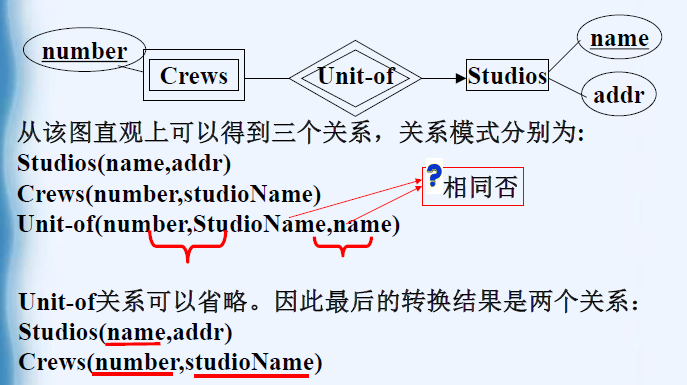 number
Crews
Unit-of
Studios
name
addr
从该图直观上可以得到三个关系，关系模式分别为:
Studios(name,addr)
Crews(number,studioName)
Unit-of(number,StudioName,name)
?相同否
Unit-of关系可以省略。因此最后的转换结果是两个关系：
Studios(name,addr)
Crews(number,studioName)